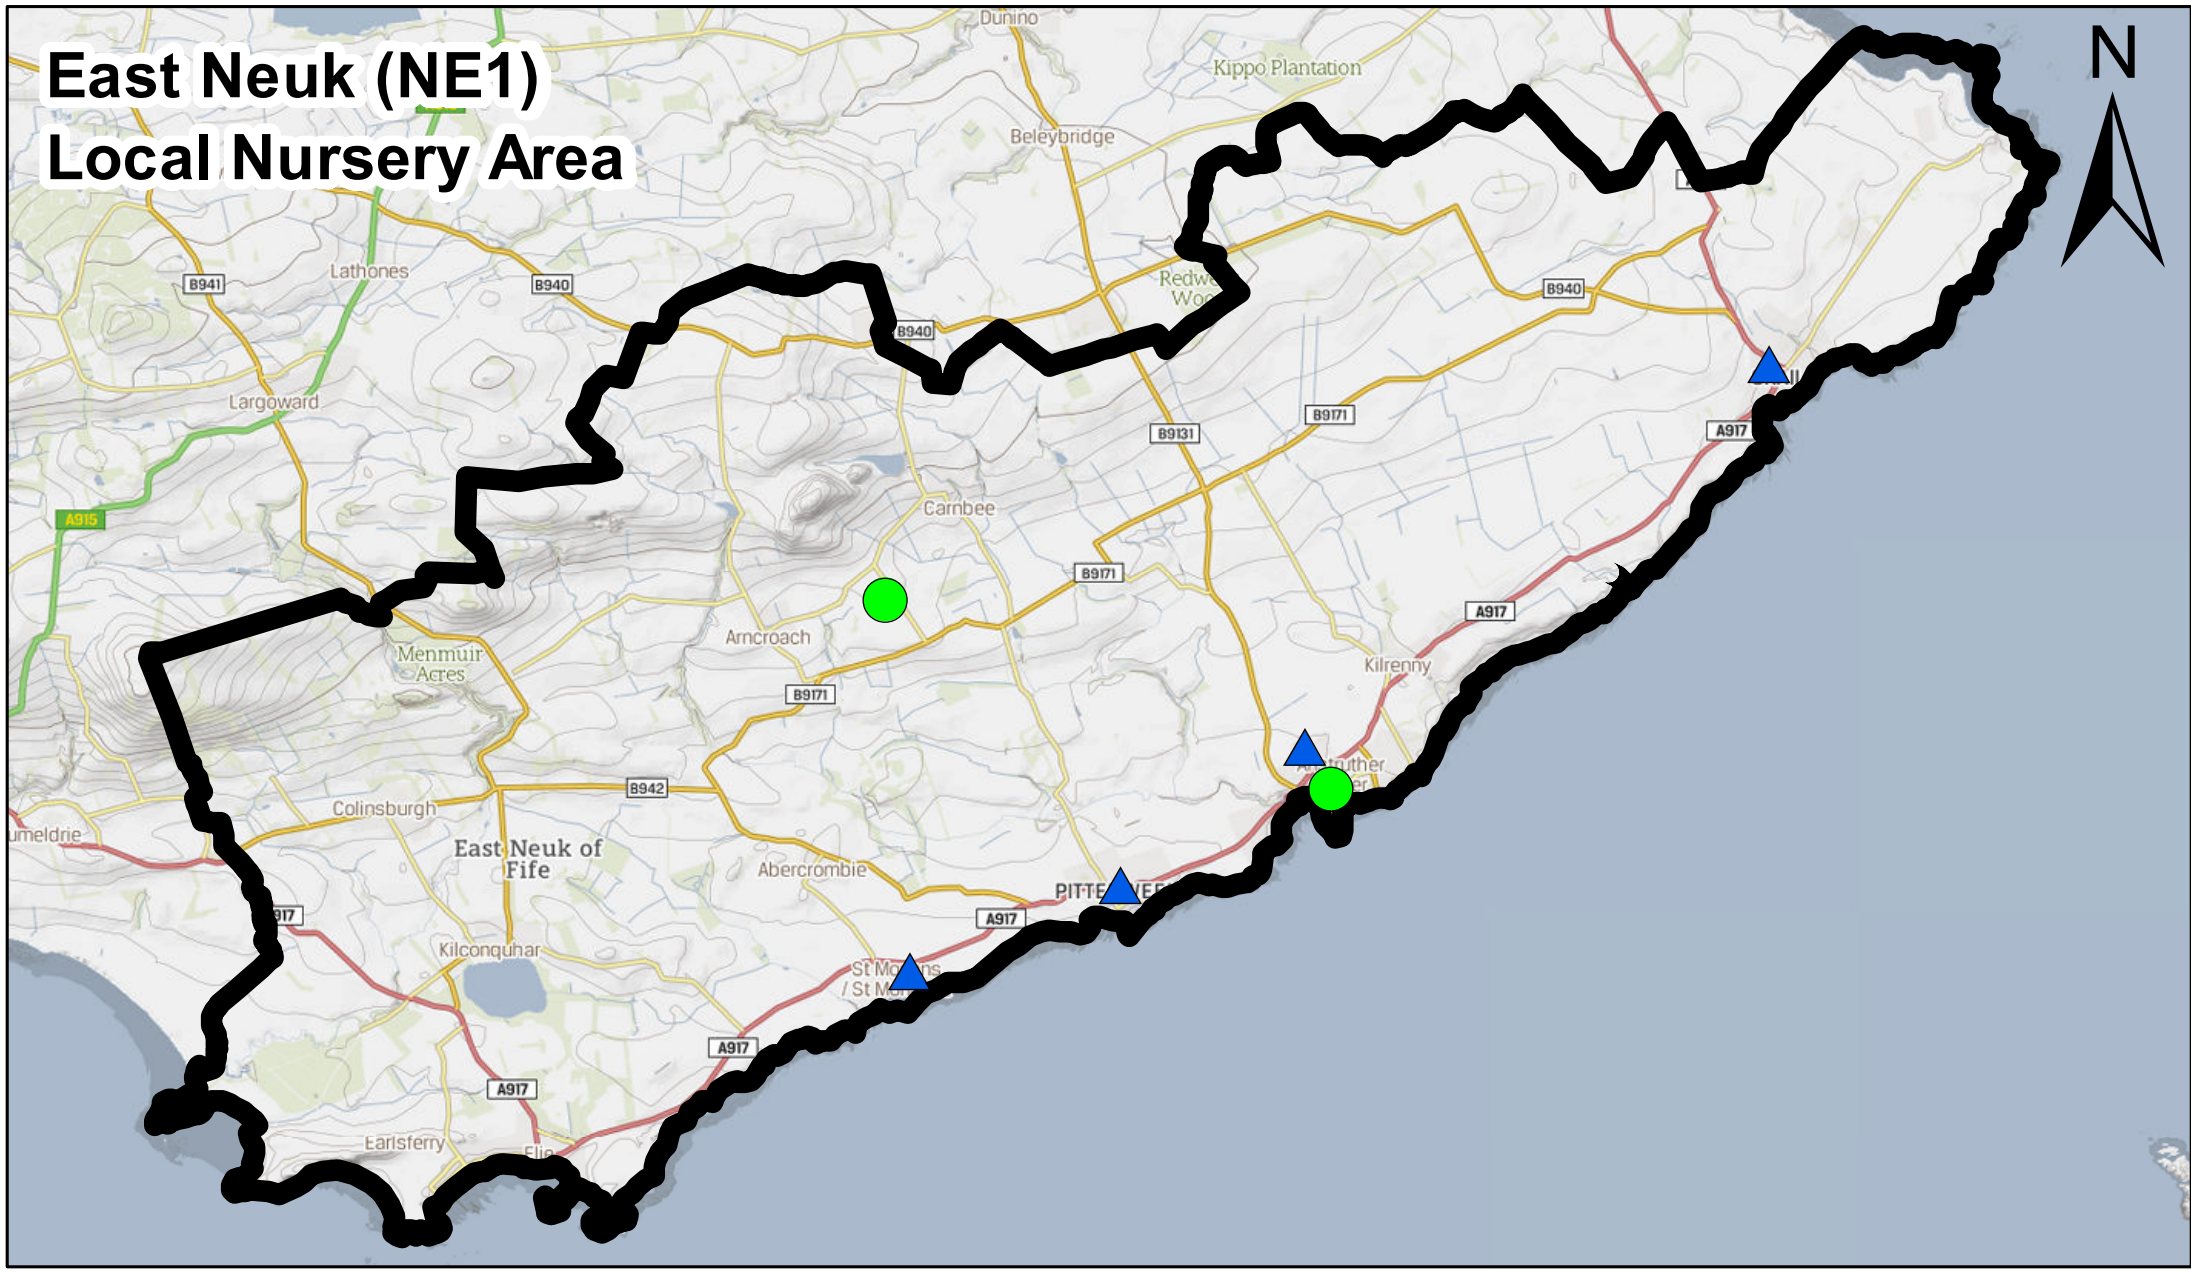 East Neuk (NE1)
Local Nursery Area
N
Dunino
Kippo Plantation
Beleybridge
Lathones
B941
B940
B940
B940
Largoward
A915
B9131
B9171
A917
Carnbee
B9171
A917
Arncroach
Menmuir
Acres
Kilrenny
B9171
B942
Colinsburgh
East Neuk of
Fife
Abercrombie
A917
Kilconquhar
A917
A917
Earlsferry